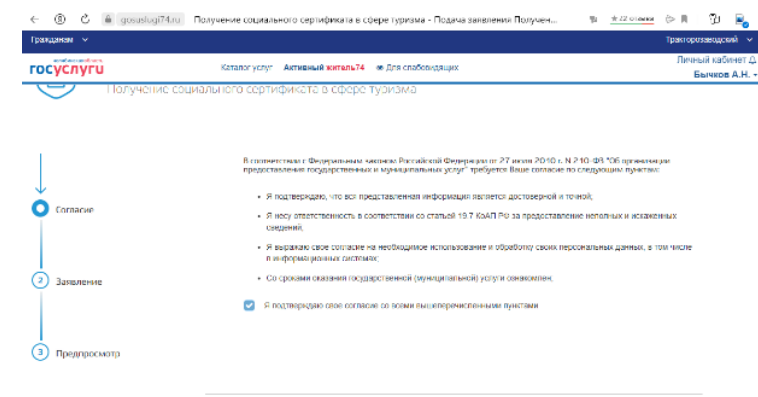 gosuslugi74.ru Получение социального сертификата в сфере туризма - Подача заявления Получен...
Гражданам
Тракторозаводский
госуслуги
Каталог услуг Активный житель74 Для слабовидящих
Личный кабинет
Бычков А.Н.
Получение социального сертификата в сфере туризма
В соответствии с Федеральным законом Российской Федерации от 27 июля 2010 г. N 210-ФЗ "Об организации
предоставления государственных и муниципальных услуг" требуется Ваше согласие по следующим пунктам:
• Я подтверждаю, что вся представленная информация является достоверной и точной;
• Я несу ответственность в соответствии со статьей 19.7 КоАП РФ за предоставление неполных и искаженных
сведений;
• Я выражаю свое согласие на необходимое использование и обработку своих персональных данных, в том числе
в информационных системах;
• Со сроками оказания государственной (муниципальной) услуги ознакомлен;
Я подтверждаю свое согласие со всеми вышеперечисленными пунктами
Согласие
2 Заявление
3 Предпросмотр